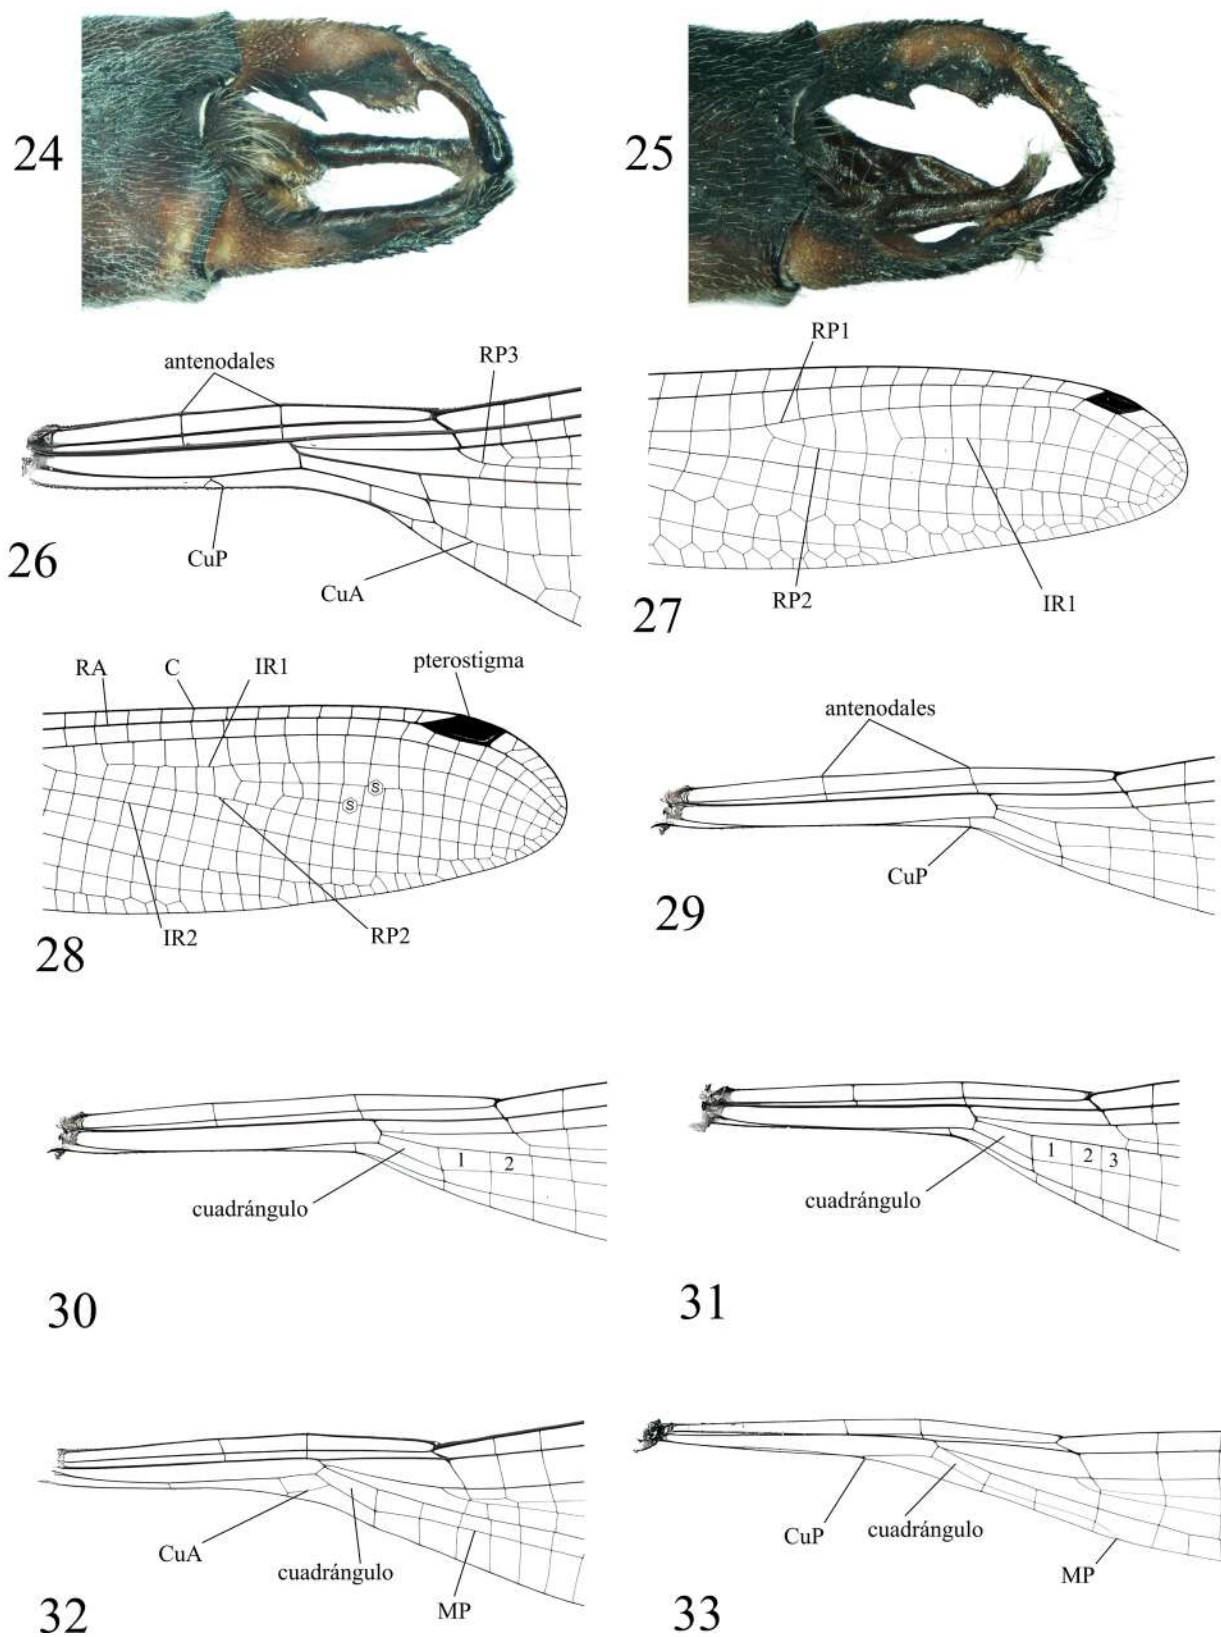 24
25
antenodales
RP3
CuP
CuA
26
RP1
RP2
IR1
27
RA
C
IR1
pterostigma
S
S
IR2
RP2
28
antenodales
CuP
29
1
2
cuadrángulo
30
1
2
3
cuadrángulo
31
CuA
cuadrángulo
MP
32
CuP
cuadrángulo
MP
33